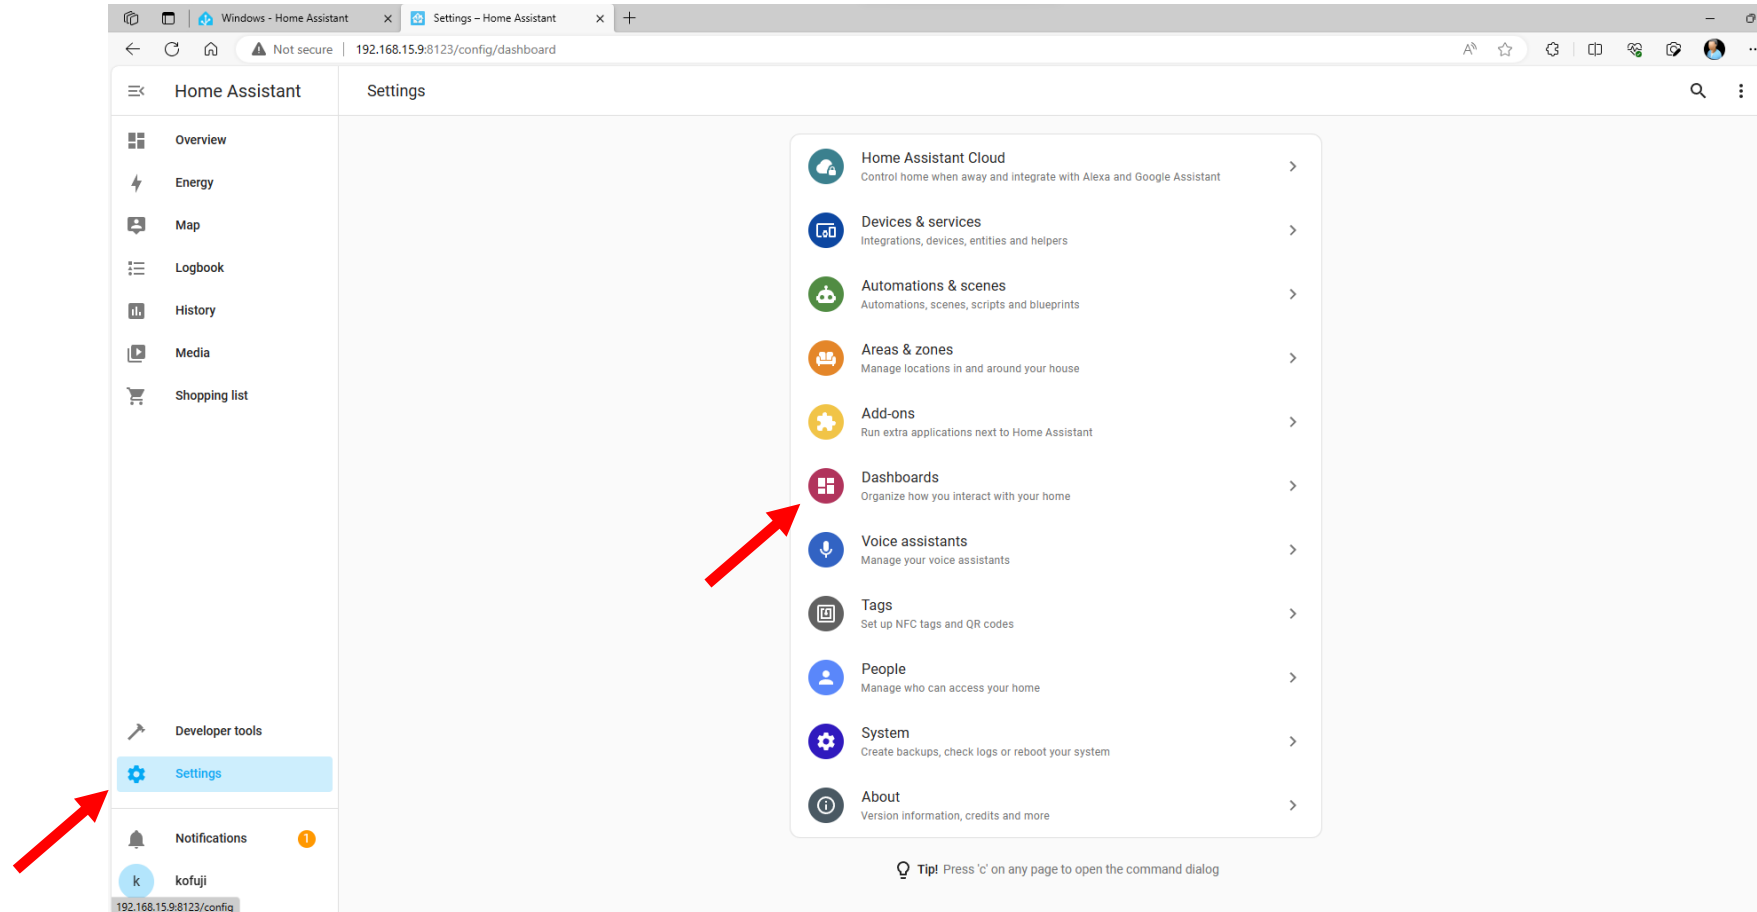 Windows - Home Assistant
Settings – Home Assistant
Not secure
192.168.15.9:8123/config/dashboard
Home Assistant
Settings
Overview
Energy
Map
Logbook
History
Media
Shopping list
Developer tools
Settings
Notifications
1
k
kofuji
192.168.15.9:8123/config
Home Assistant Cloud
Control home when away and integrate with Alexa and Google Assistant
Devices & services
Integrations, devices, entities and helpers
Automations & scenes
Automations, scenes, scripts and blueprints
Areas & zones
Manage locations in and around your house
Add-ons
Run extra applications next to Home Assistant
Dashboards
Organize how you interact with your home
Voice assistants
Manage your voice assistants
Tags
Set up NFC tags and QR codes
People
Manage who can access your home
System
Create backups, check logs or reboot your system
About
Version information, credits and more
Tip! Press 'c' on any page to open the command dialog